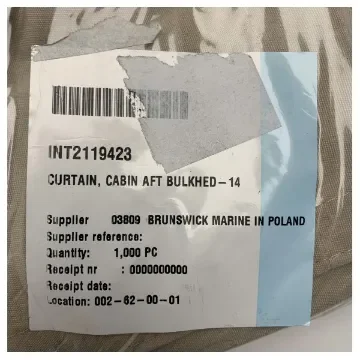 INT2119423
CURTAIN, CABIN AFT BULKHED-14
Supplier 03809 BRUNSWICK MARINE IN POLAND
Supplier reference:
Quantity: 1,000 PC
Receipt nr : 0000000000
Receipt date:
Location: 002-62-00-01